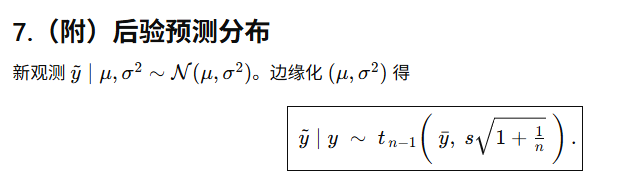 7.（附）后验预测分布
新观测 ỹ | μ, σ² ∼ 𝒩(μ, σ²)。边缘化 (μ, σ²) 得
ỹ | y ∼ tₙ₋₁( ȳ, s√(1 + 1/n) ).